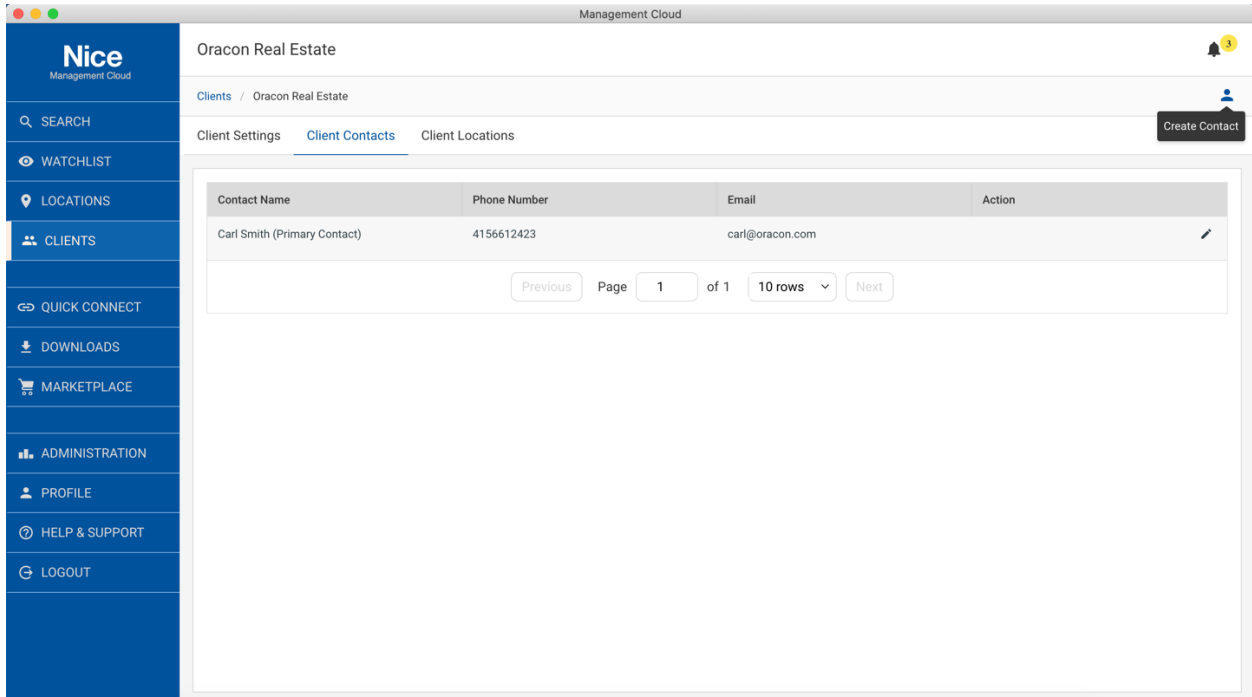 Management Cloud
Nice
Management Cloud
SEARCH
WATCHLIST
LOCATIONS
CLIENTS
QUICK CONNECT
DOWNLOADS
MARKETPLACE
ADMINISTRATION
PROFILE
HELP & SUPPORT
LOGOUT
Oracon Real Estate
3
Clients / Oracon Real Estate
Create Contact
Client Settings Client Contacts Client Locations
Contact Name Phone Number Email Action
Carl Smith (Primary Contact) 4156612423 carl@oracon.com
Previous Page 1 of 1 10 rows Next